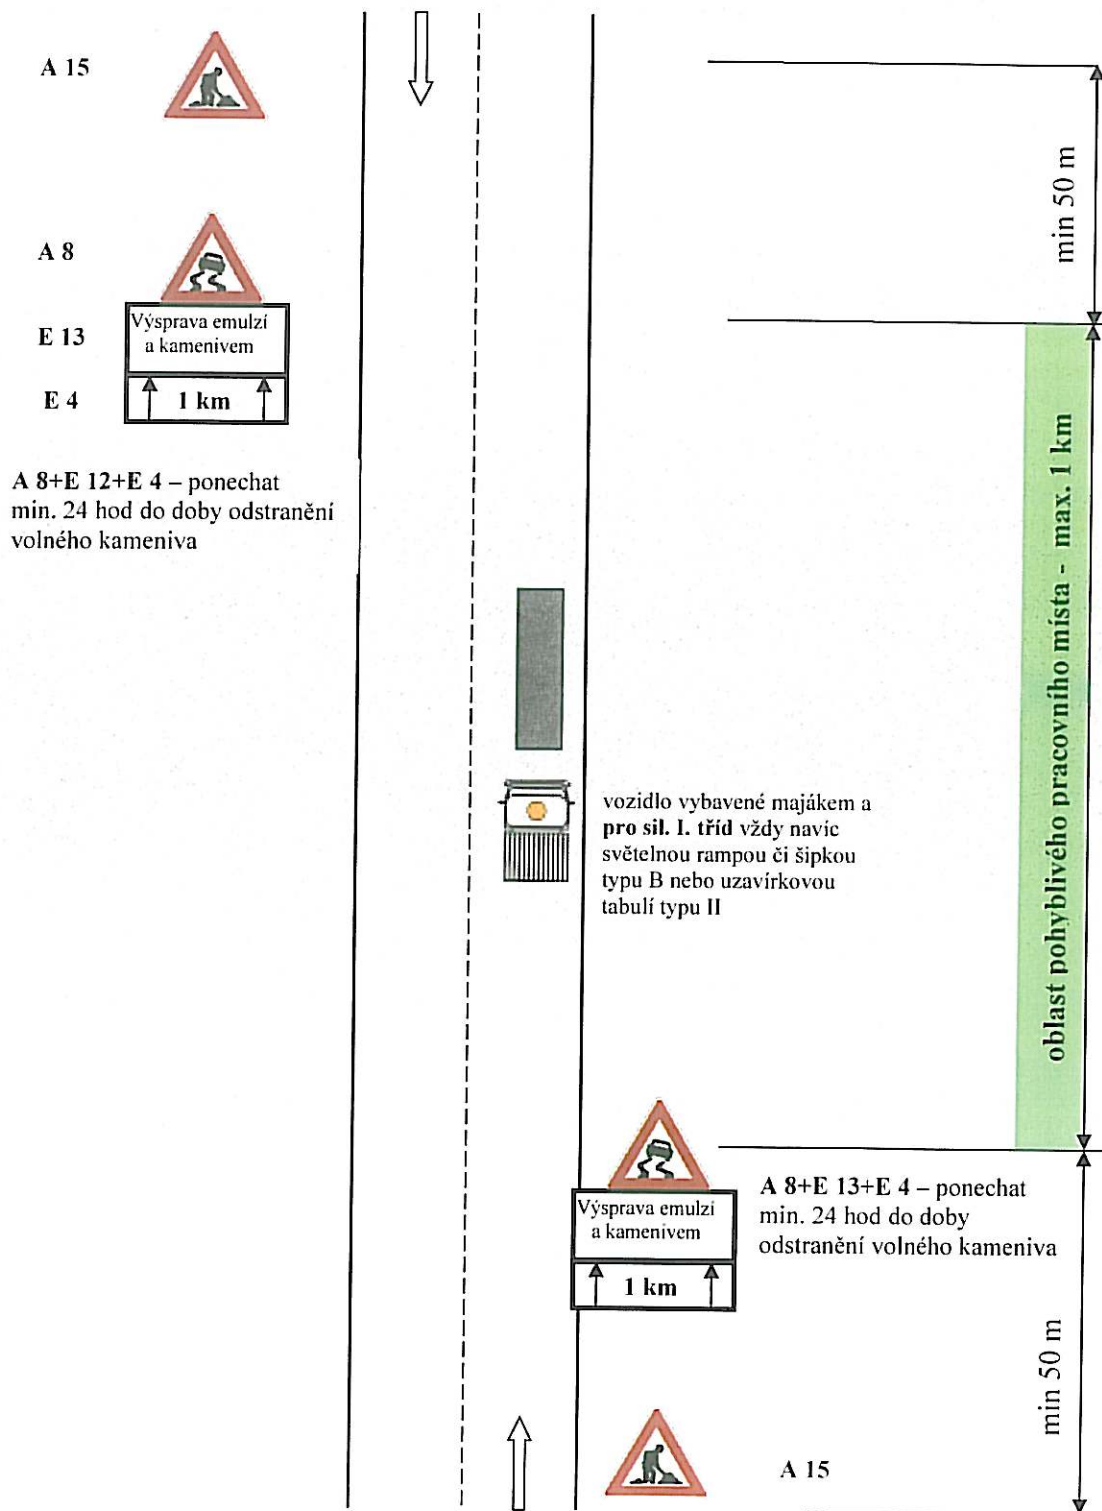 A 15
min 50 m
A 8
E 13
Výsprava emulzí
a kamenivem
E 4
1 km
A 8+E 12+E 4 – ponechat
min. 24 hod do doby odstranění
volného kameniva
oblast pohyblivého pracovního místa - max. 1 km
vozidlo vybavené majákem a
pro sil. I. tříd vždy navíc
světelnou rampou či šipkou
typu B nebo uzavírkovou
tabulí typu II
Výsprava emulzí
a kamenivem
1 km
A 8+E 13+E 4 – ponechat
min. 24 hod do doby
odstranění volného kameniva
min 50 m
A 15